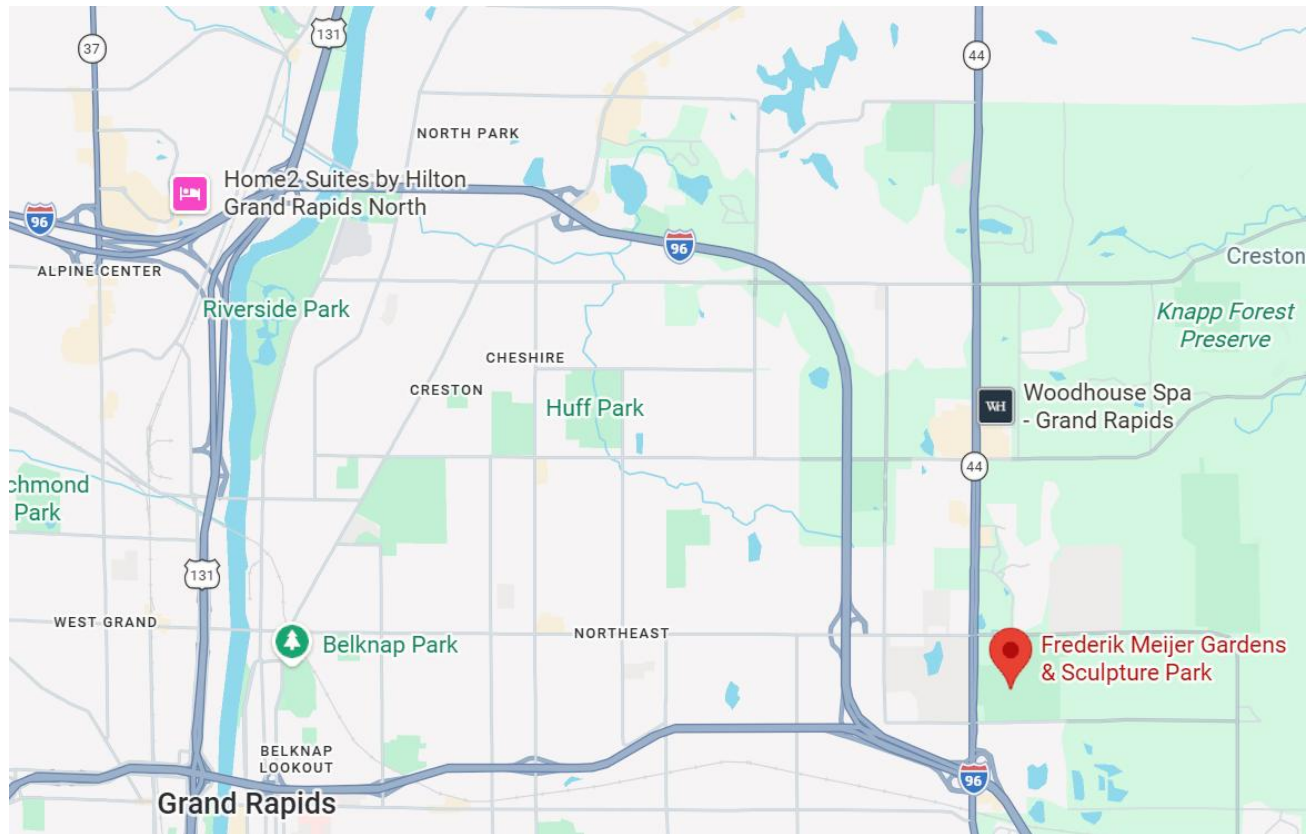 131
37
44
NORTH PARK
Home2 Suites by Hilton
Grand Rapids North
96
96
ALPINE CENTER
Creston
Riverside Park
Knapp Forest
Preserve
CHESHIRE
CRESTON
Huff Park
Woodhouse Spa
- Grand Rapids
WH
44
chmond
Park
131
WEST GRAND
Belknap Park
NORTHEAST
Frederik Meijer Gardens
& Sculpture Park
BELKNAP
LOOKOUT
96
Grand Rapids